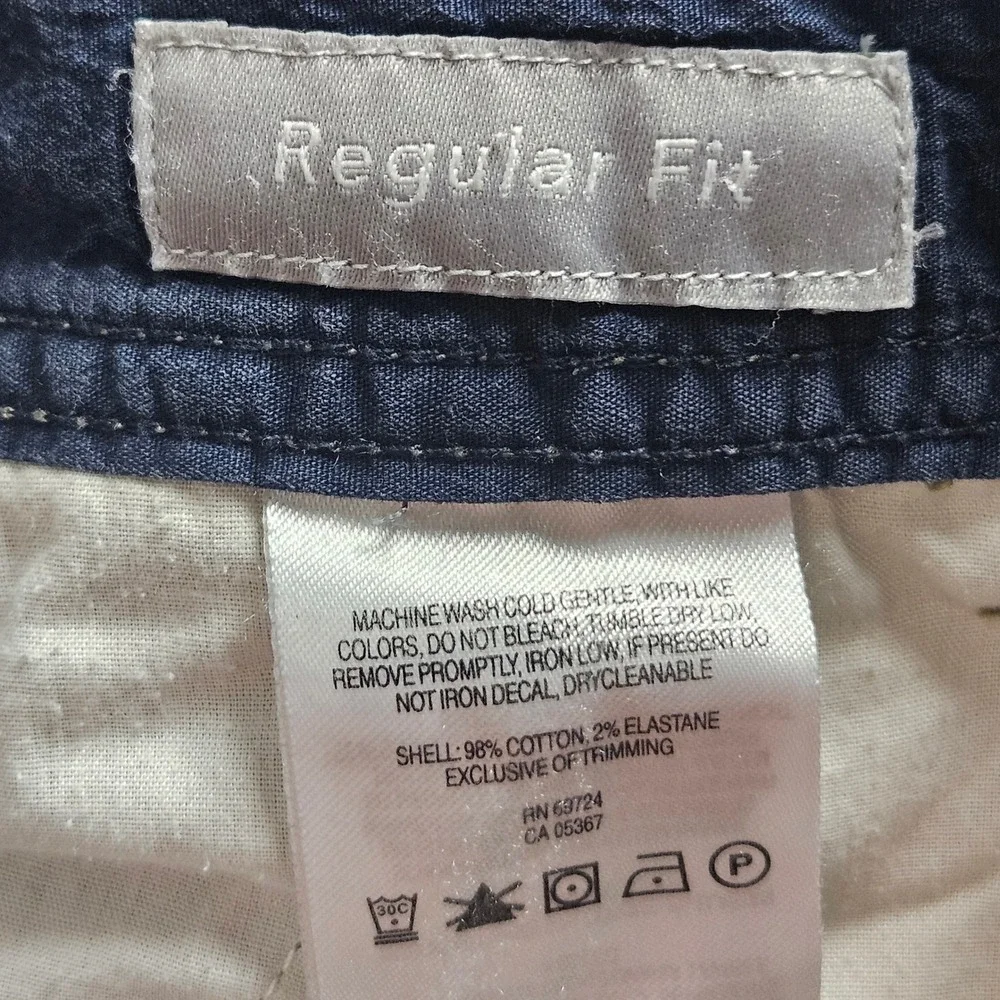 Regular Fit
MACHINE WASH COLD GENTLE, WITH LIKE
COLORS, DO NOT BLEACH, TUMBLE DRY LOW,
REMOVE PROMPTLY, IRON LOW, IF PRESENT DO
NOT IRON DECAL, DRYCLEANABLE
SHELL: 98% COTTON, 2% ELASTANE
EXCLUSIVE OF TRIMMING
RN 69724
CA 05367
30C P